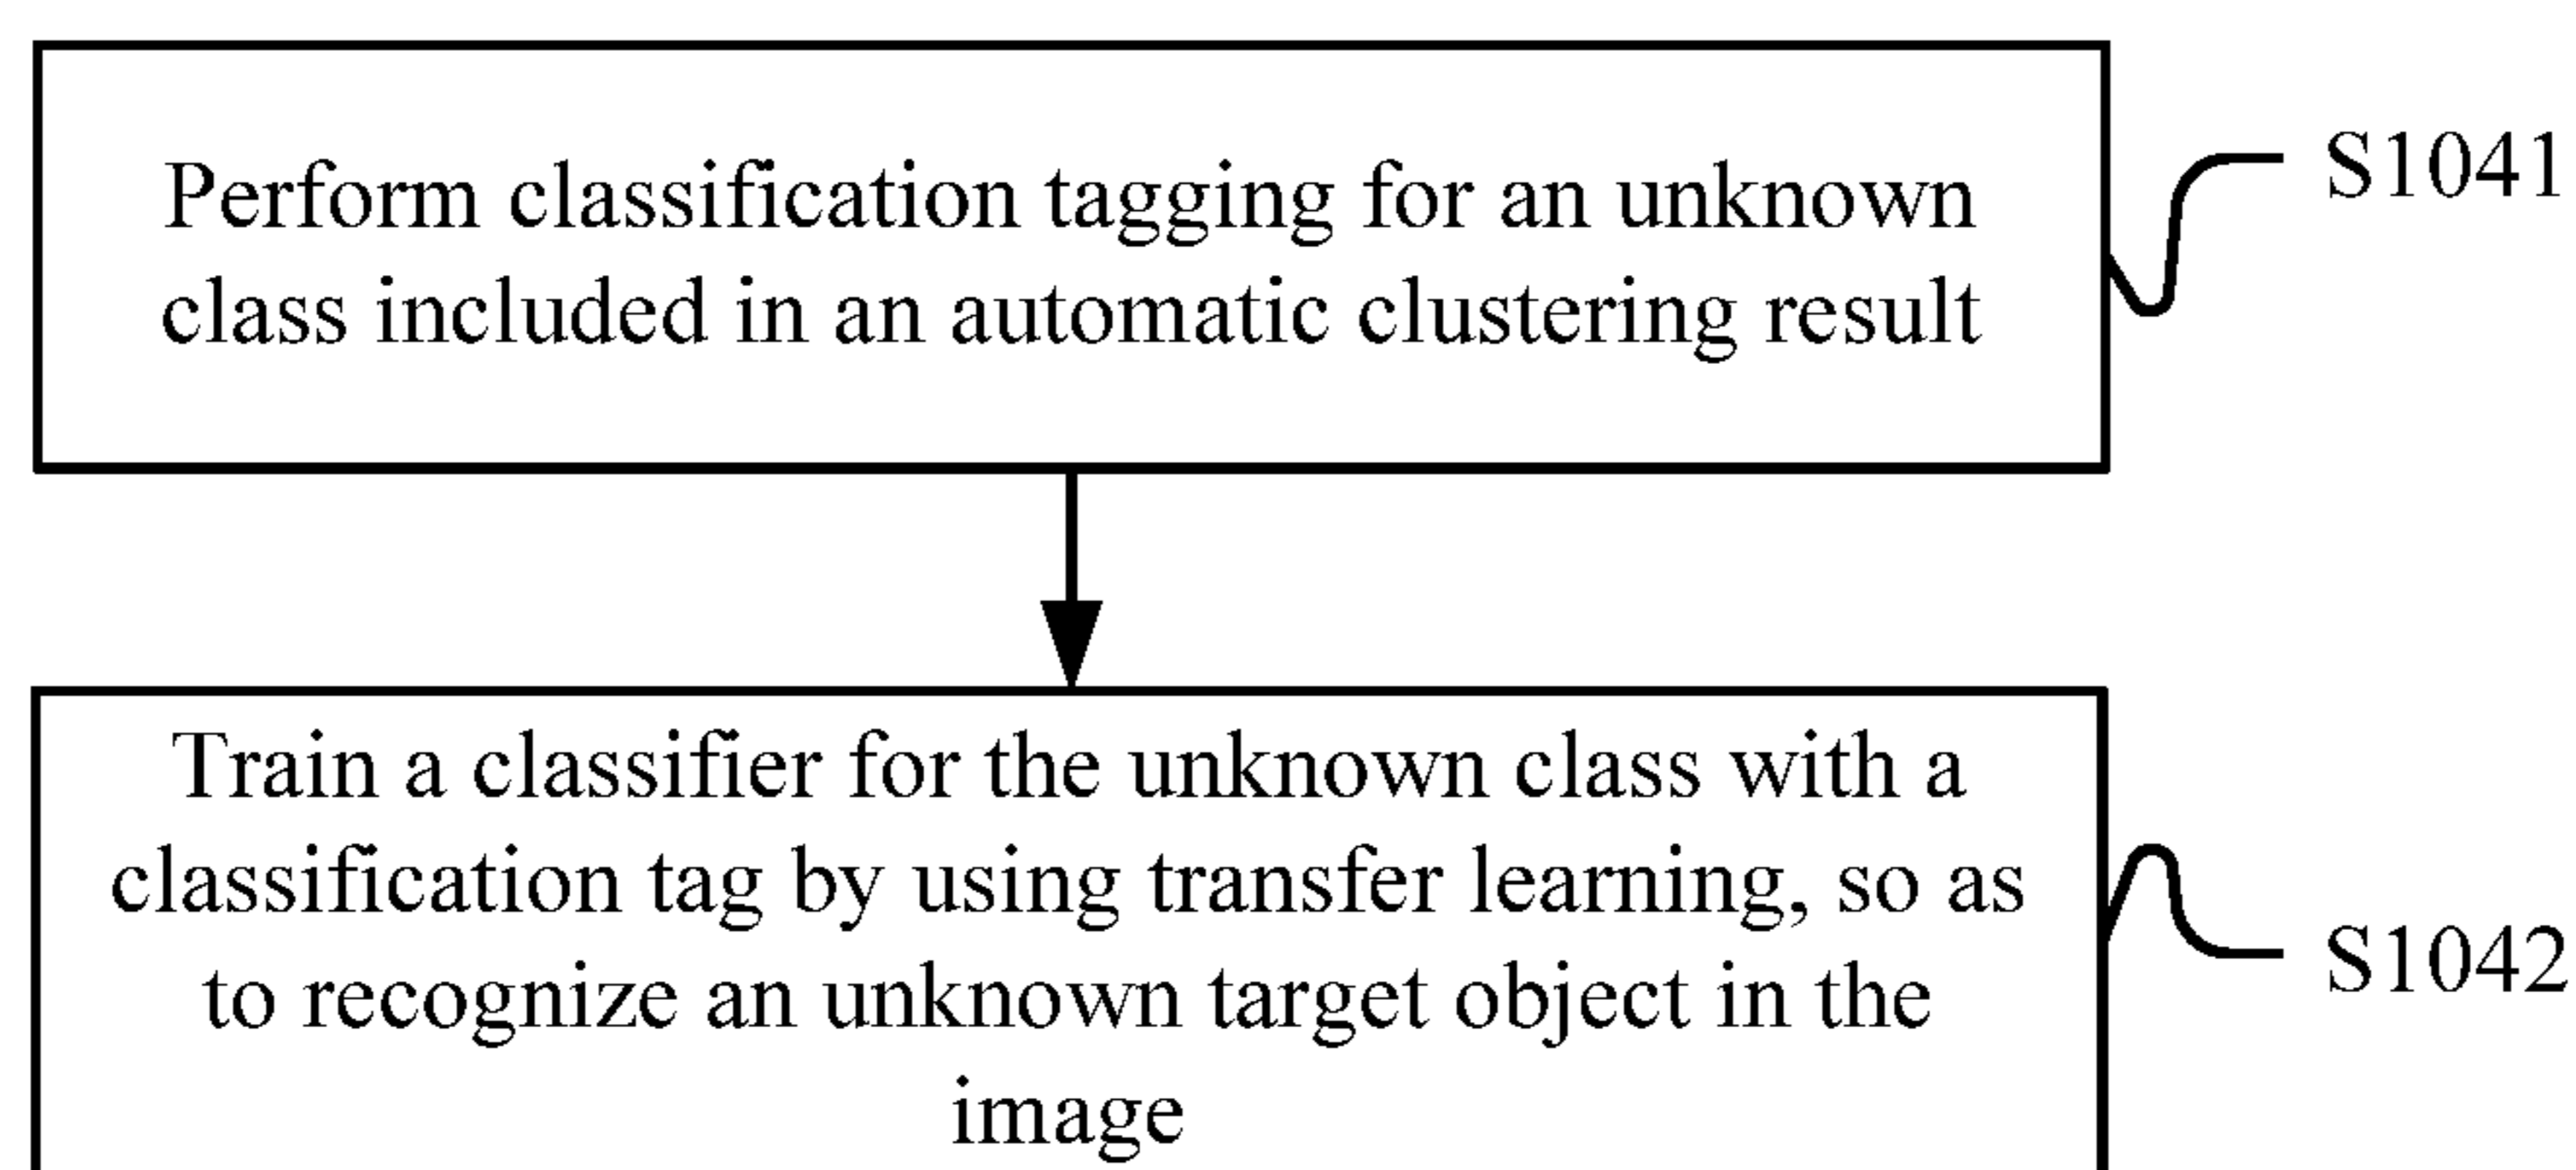 Perform classification tagging for an unknown
class included in an automatic clustering result
S1041
Train a classifier for the unknown class with a
classification tag by using transfer learning, so as
to recognize an unknown target object in the
image
S1042